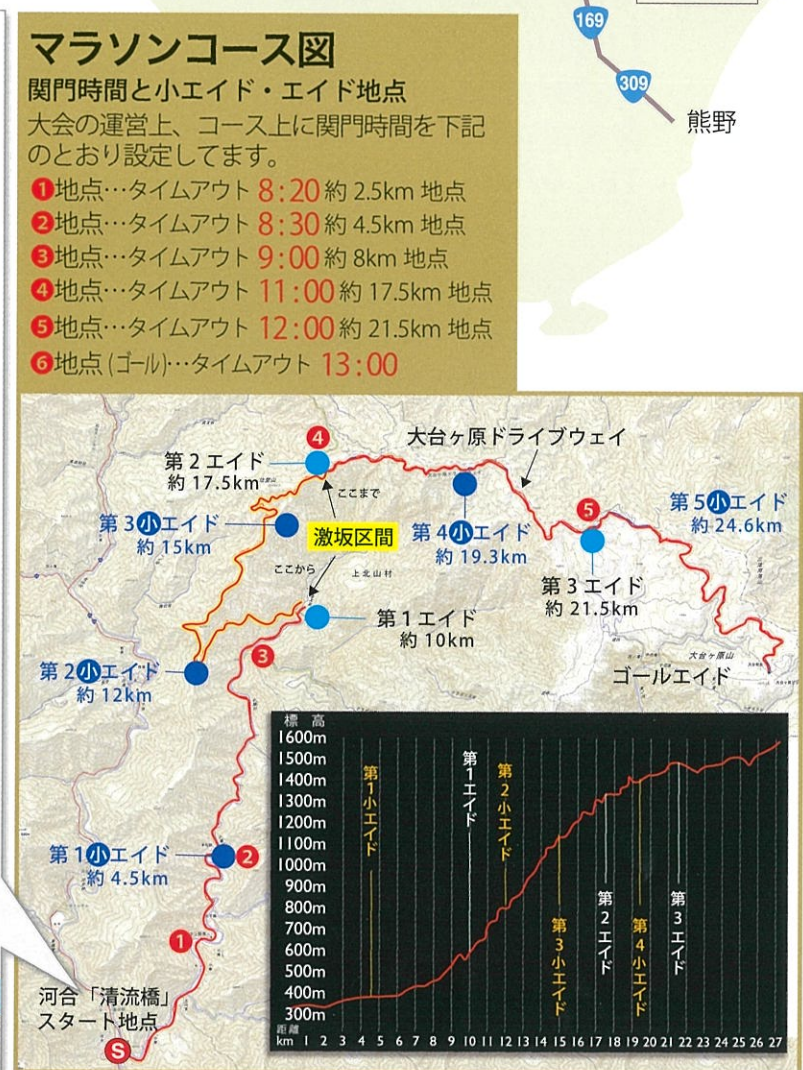 169
309
熊野
マラソンコース図
関門時間と小エイド・エイド地点
大会の運営上、コース上に関門時間を下記
のとおり設定してます。
❶地点…タイムアウト 8:20 約 2.5km 地点
❷地点…タイムアウト 8:30 約 4.5km 地点
❸地点…タイムアウト 9:00 約 8km 地点
❹地点…タイムアウト 11:00 約 17.5km 地点
❺地点…タイムアウト 12:00 約 21.5km 地点
❻地点 (ゴール)…タイムアウト 13:00
4
大台ヶ原ドライブウェイ
第2エイド
約 17.5km
ここまで
第3小エイド
約 15km
激坂区間
第4小エイド
約 19.3km
5
第5小エイド
約 24.6km
ここから
上北山村
第3エイド
約 21.5km
第1エイド
約 10km
3
第2小エイド
約 12km
大台ヶ原山
ゴールエイド
第1小エイド
約 4.5km
2
1
河合「清流橋」
スタート地点
S
標高
1600m
1500m
1400m
1300m
1200m
1100m
1000m
900m
800m
700m
600m
500m
400m
300m
第1小エイド
第1エイド
第2小エイド
第3小エイド
第2エイド
第4小エイド
第3エイド
距離
km 1 2 3 4 5 6 7 8 9 10 11 12 13 14 15 16 17 18 19 20 21 22 23 24 25 26 27